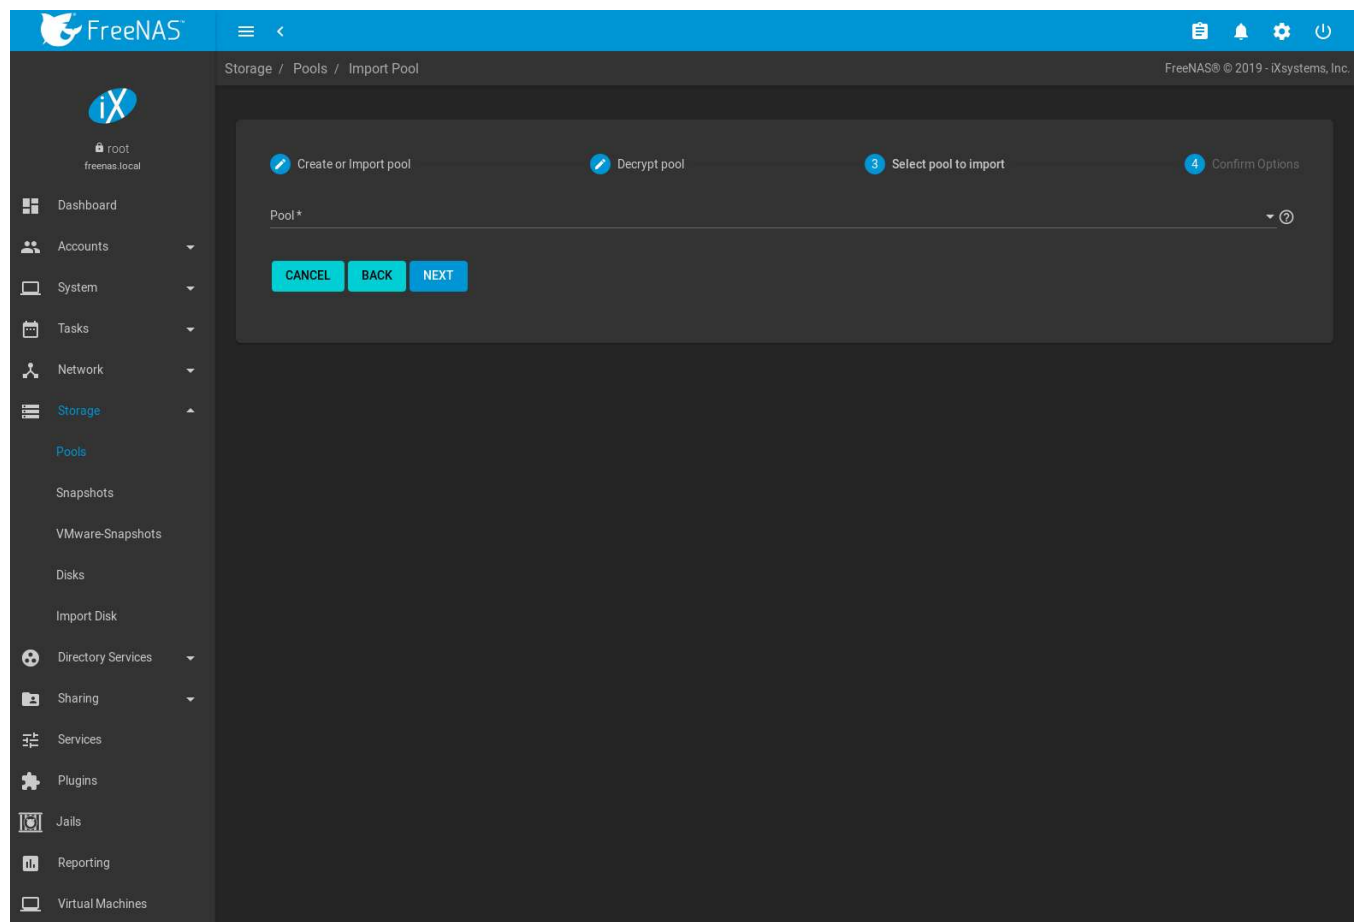 FreeNAS™
Storage / Pools / Import Pool
FreeNAS® © 2019 - iXsystems, Inc.
iX
root
freenas.local
Dashboard
Accounts
System
Tasks
Network
Storage
Pools
Snapshots
VMware-Snapshots
Disks
Import Disk
Directory Services
Sharing
Services
Plugins
Jails
Reporting
Virtual Machines
Create or Import pool
Decrypt pool
3 Select pool to import
4 Confirm Options
Pool *
CANCEL BACK NEXT